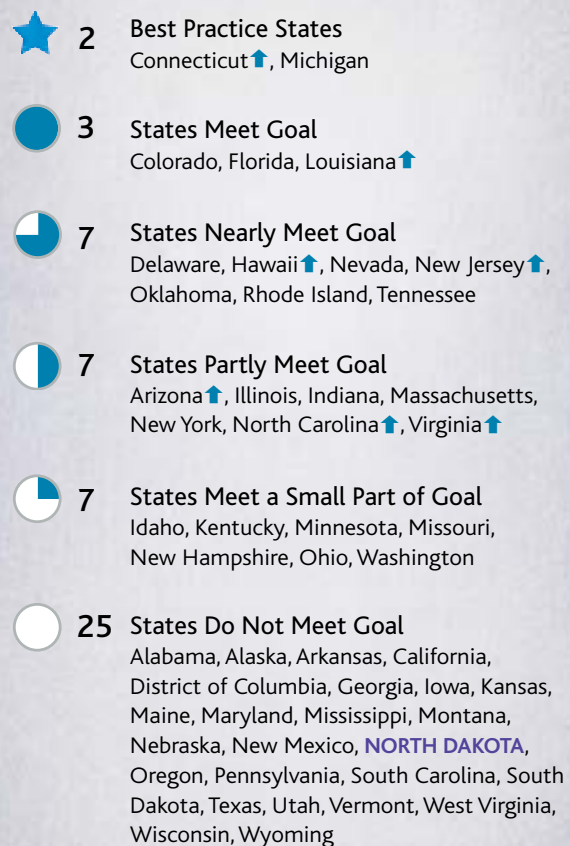 2 Best Practice States
Connecticut⬆, Michigan
3 States Meet Goal
Colorado, Florida, Louisiana⬆
7 States Nearly Meet Goal
Delaware, Hawaii⬆, Nevada, New Jersey⬆,
Oklahoma, Rhode Island, Tennessee
7 States Partly Meet Goal
Arizona⬆, Illinois, Indiana, Massachusetts,
New York, North Carolina⬆, Virginia⬆
7 States Meet a Small Part of Goal
Idaho, Kentucky, Minnesota, Missouri,
New Hampshire, Ohio, Washington
25 States Do Not Meet Goal
Alabama, Alaska, Arkansas, California,
District of Columbia, Georgia, Iowa, Kansas,
Maine, Maryland, Mississippi, Montana,
Nebraska, New Mexico, NORTH DAKOTA,
Oregon, Pennsylvania, South Carolina, South
Dakota, Texas, Utah, Vermont, West Virginia,
Wisconsin, Wyoming